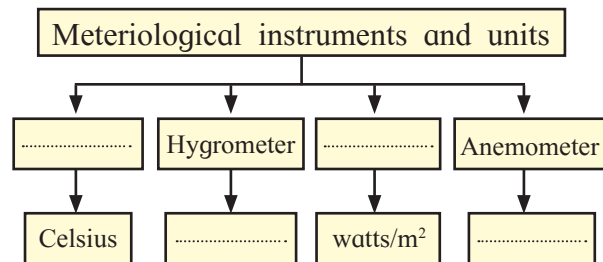 Meteriological instruments and units
.............................. Hygrometer .............................. Anemometer
Celsius .............................. watts/m² ..............................